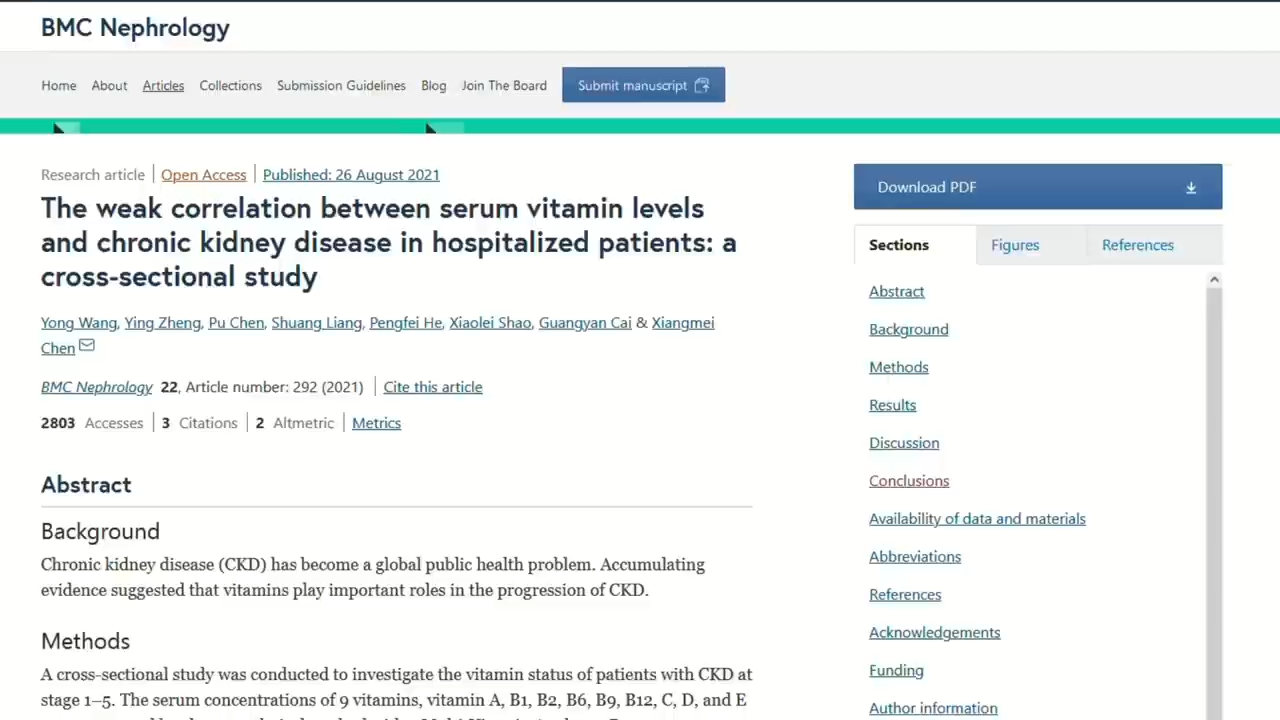 BMC Nephrology
Home About Articles Collections Submission Guidelines Blog Join The Board Submit manuscript
Research article Open Access Published: 26 August 2021
The weak correlation between serum vitamin levels
and chronic kidney disease in hospitalized patients: a
cross-sectional study
Yong Wang, Ying Zheng, Pu Chen, Shuang Liang, Pengfei He, Xiaolei Shao, Guangyan Cai & Xiangmei
Chen
BMC Nephrology 22, Article number: 292 (2021) Cite this article
2803 Accesses 3 Citations 2 Altmetric Metrics
Abstract
Background
Chronic kidney disease (CKD) has become a global public health problem. Accumulating
evidence suggested that vitamins play important roles in the progression of CKD.
Methods
A cross-sectional study was conducted to investigate the vitamin status of patients with CKD at
stage 1–5. The serum concentrations of 9 vitamins, vitamin A, B1, B2, B6, B9, B12, C, D, and E
Download PDF
Sections Figures References
Abstract
Background
Methods
Results
Discussion
Conclusions
Availability of data and materials
Abbreviations
References
Acknowledgements
Funding
Author information